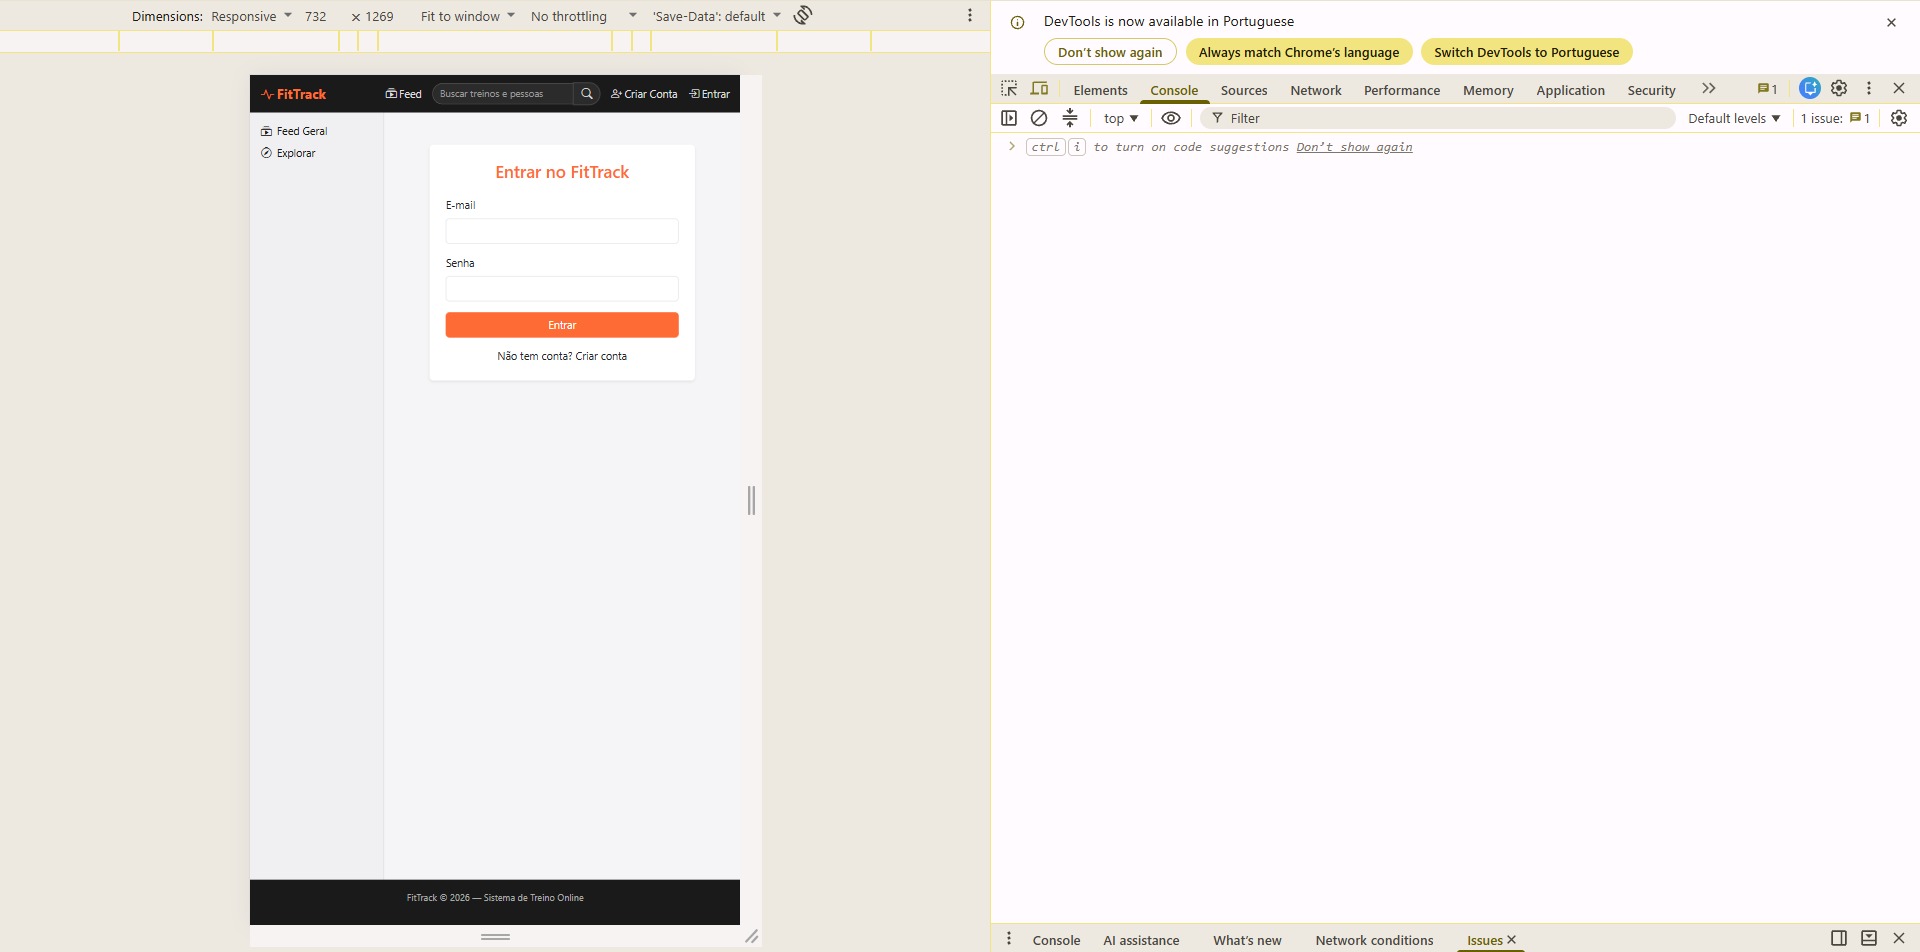 Dimensions: Responsive 732 × 1269 Fit to window No throttling 'Save-Data': default
FitTrack Feed Buscar treinos e pessoas Criar Conta Entrar
Feed Geral
Explorar
Entrar no FitTrack
E-mail
Senha
Entrar
Não tem conta? Criar conta
FitTrack © 2026 — Sistema de Treino Online
DevTools is now available in Portuguese
Don't show again Always match Chrome's language Switch DevTools to Portuguese
Elements Console Sources Network Performance Memory Application Security 1
top Filter Default levels 1 issue: 1
ctrl i to turn on code suggestions Don't show again
Console AI assistance What's new Network conditions Issues